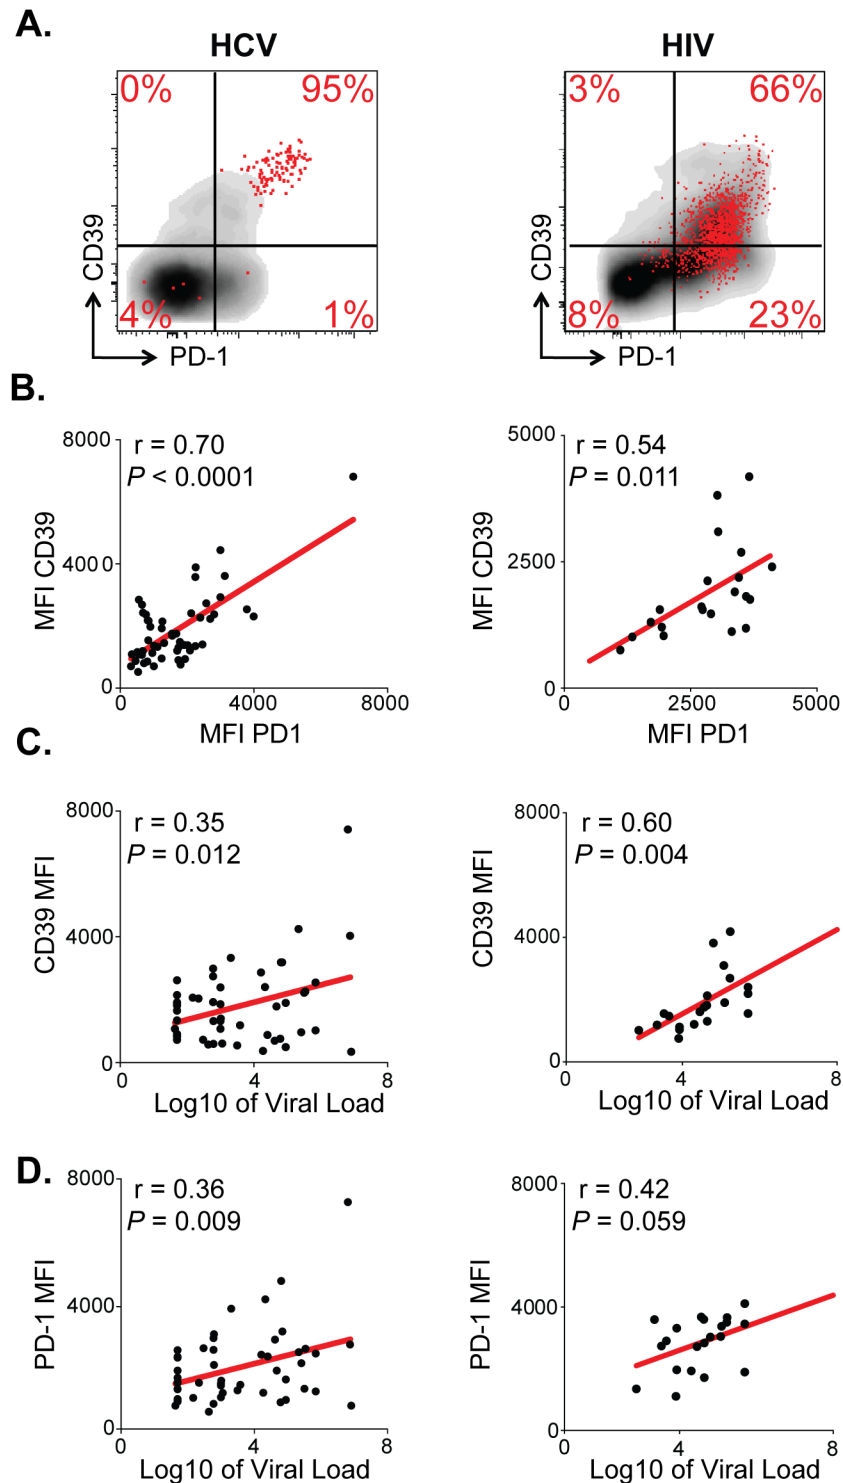 A.
HCV
HIV
0%
95%
4%
1%
CD39
PD-1
3%
66%
8%
23%
CD39
PD-1
B.
r = 0.70
P < 0.0001
8000
4000
0
0
4000
8000
MFI CD39
MFI PD1
r = 0.54
P = 0.011
5000
2500
0
0
2500
5000
MFI CD39
MFI PD1
C.
r = 0.35
P = 0.012
8000
4000
0
0
4
8
CD39 MFI
Log10 of Viral Load
r = 0.60
P = 0.004
8000
4000
0
0
4
8
CD39 MFI
Log10 of Viral Load
D.
r = 0.36
P = 0.009
8000
4000
0
0
4
8
PD-1 MFI
Log10 of Viral Load
r = 0.42
P = 0.059
8000
4000
0
0
4
8
PD-1 MFI
Log10 of Viral Load